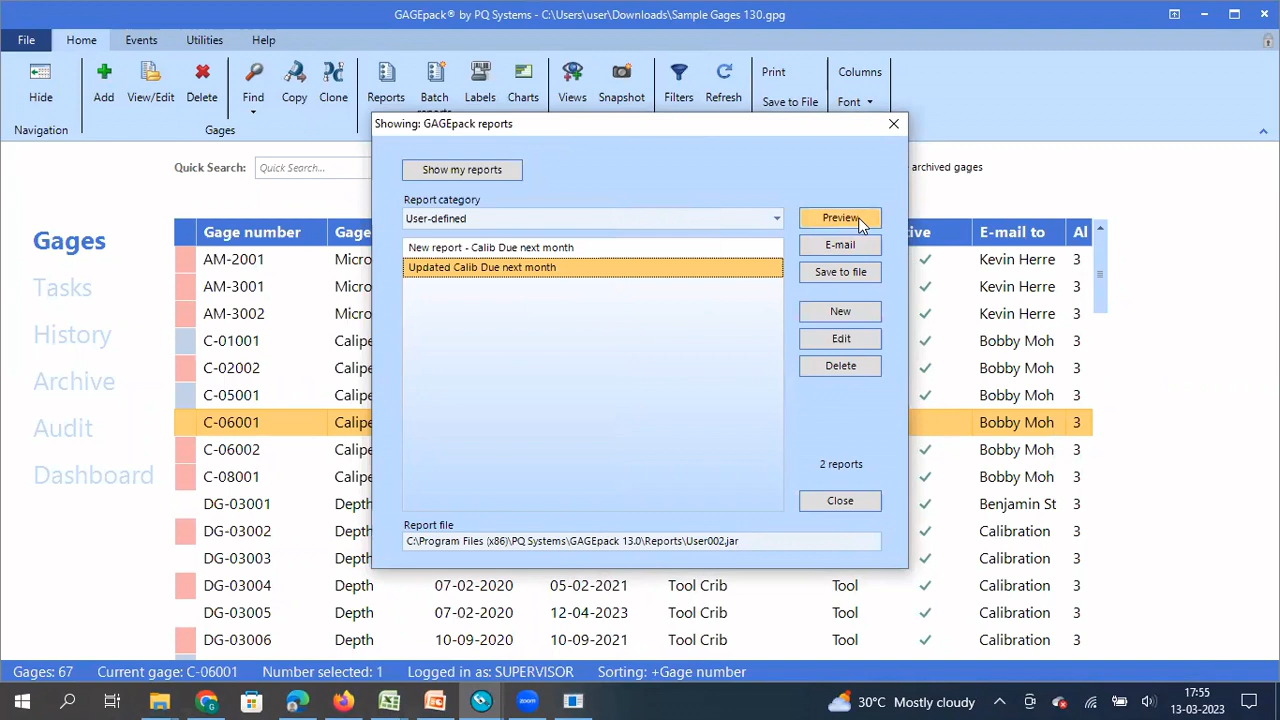 GAGEpack® by PQ Systems - C:\Users\user\Downloads\Sample Gages 130.gpg
File Home Events Utilities Help
Hide Add View/Edit Delete Find Copy Clone Reports Batch Labels Charts Views Snapshot Filters Refresh Print Columns
Save to File Font
Navigation Gages
Showing: GAGEpack reports
Quick Search: Quick Search... archived gages
Show my reports
Report category
User-defined
Preview
New report - Calib Due next month
E-mail
Updated Calib Due next month
Save to file
New
Edit
Delete
2 reports
Close
Report file
C:\Program Files (x86)\PQ Systems\GAGEpack 13.0\Reports\User002.jar
Gages
Tasks
History
Archive
Audit
Dashboard
Gage number Gage tive E-mail to Al
AM-2001 Micro Kevin Herre 3
AM-3001 Micro Kevin Herre 3
AM-3002 Micro Kevin Herre 3
C-01001 Calipe Bobby Moh 3
C-02002 Calipe Bobby Moh 3
C-05001 Calipe Bobby Moh 3
C-06001 Calipe Bobby Moh 3
C-06002 Calipe Bobby Moh 3
C-08001 Calipe Bobby Moh 3
DG-03001 Depth Benjamin St 3
DG-03002 Depth Calibration 3
DG-03003 Depth Calibration 3
DG-03004 Depth 07-02-2020 05-02-2021 Tool Crib Tool Calibration 3
DG-03005 Depth 07-02-2020 12-04-2023 Tool Crib Tool Calibration 3
DG-03006 Depth 10-09-2020 10-09-2021 Tool Crib Tool Calibration 3
Gages: 67 Current gage: C-06001 Number selected: 1 Logged in as: SUPERVISOR Sorting: +Gage number
30°C Mostly cloudy 17:55
13-03-2023